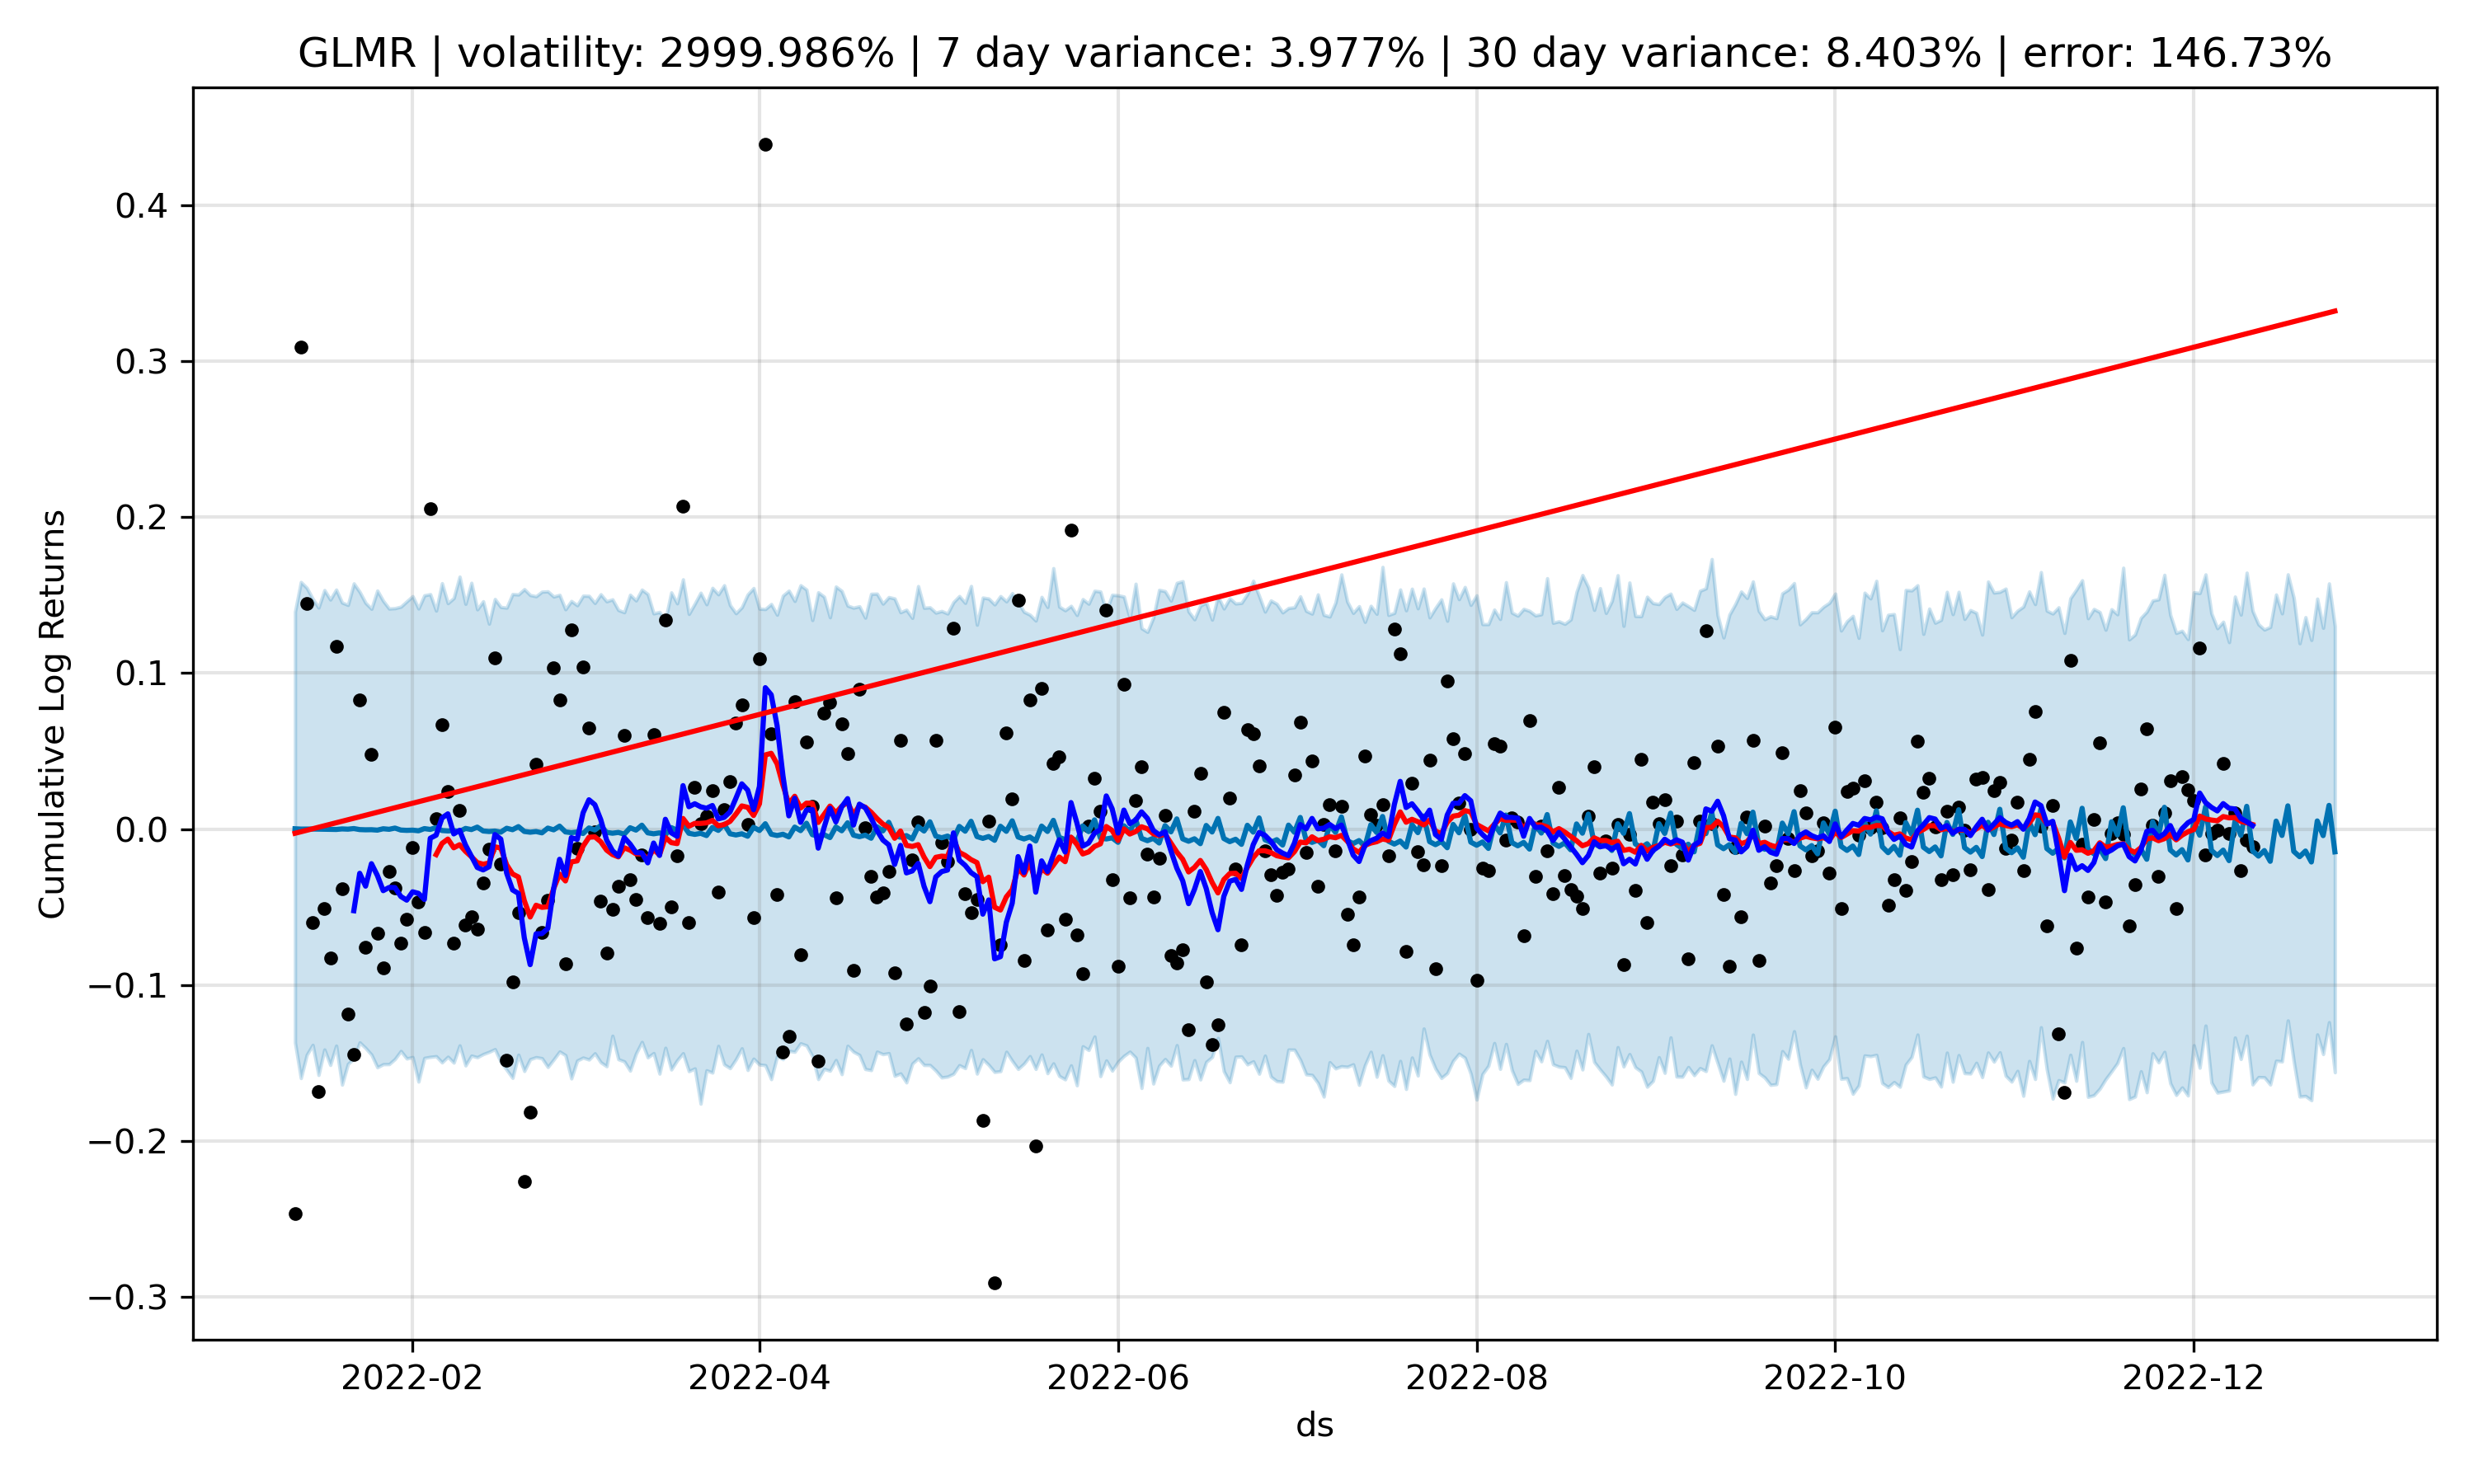 GLMR | volatility: 2999.986% | 7 day variance: 3.977% | 30 day variance: 8.403% | error: 146.73%
Cumulative Log Returns
0.4
0.3
0.2
0.1
0.0
−0.1
−0.2
−0.3
2022-02 2022-04 2022-06 2022-08 2022-10 2022-12
ds